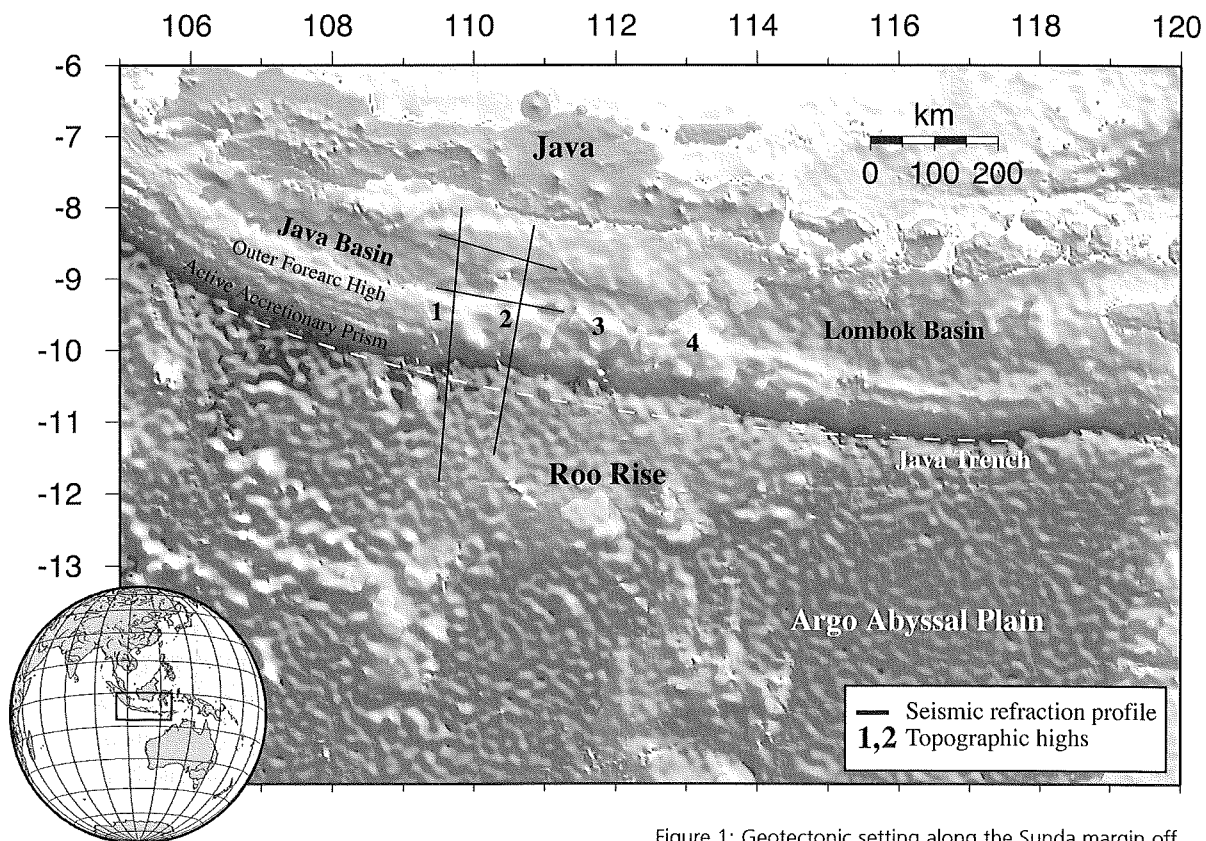 106 108 110 112 114 116 118 120
-6
-7
-8
-9
-10
-11
-12
-13
km
0 100 200
Java
Java Basin
Outer Forearc High
Active Accretionary Prism
1
2
3
4
Lombok Basin
Java Trench
Roo Rise
Argo Abyssal Plain
Seismic refraction profile
1,2 Topographic highs
Figure 1: Geotectonic setting along the Sunda margin off